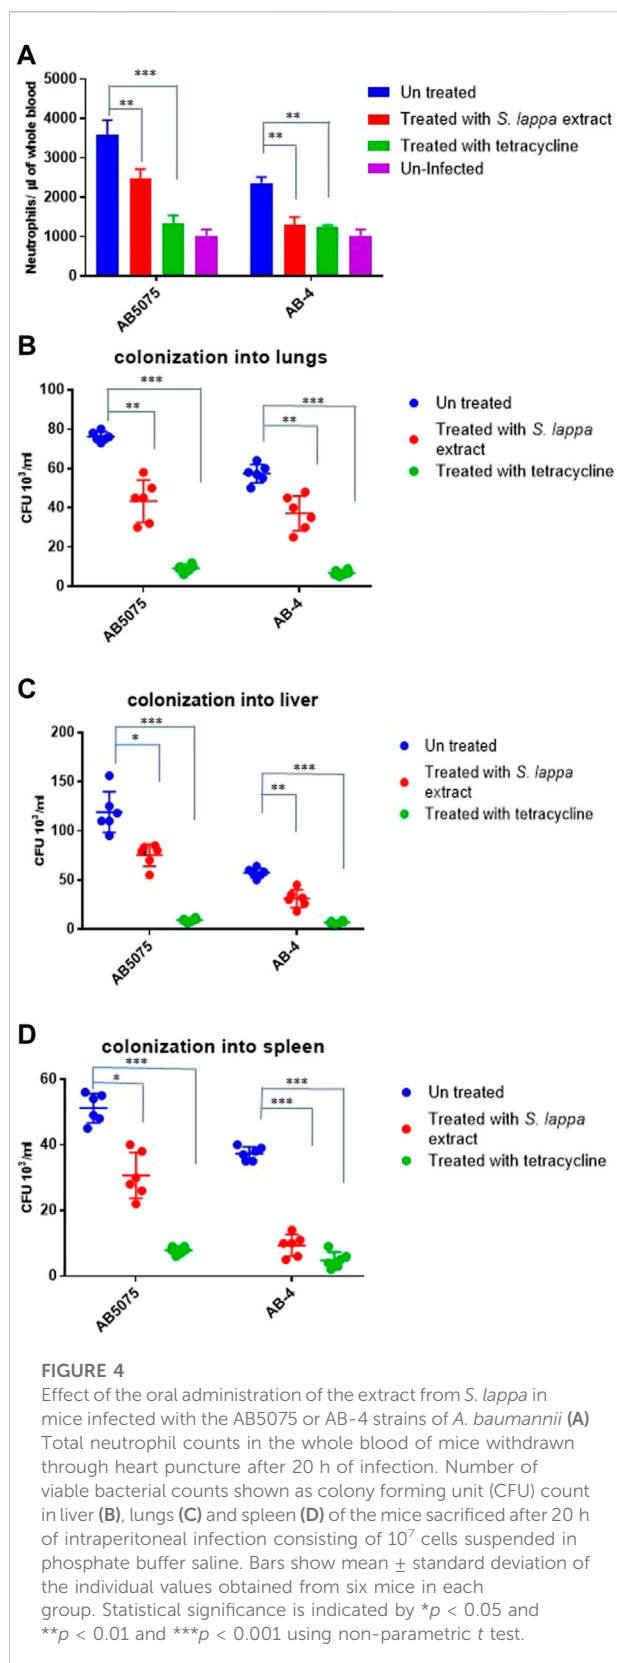 A
5000
4000
3000
2000
1000
0
Neutrophils/ µl of whole blood
***
**
**
**
AB5075
AB-4
Un treated
Treated with S. lappa extract
Treated with tetracycline
Un-Infected
B
colonization into lungs
100
80
60
40
20
0
CFU 10³/ml
***
**
***
**
AB5075
AB-4
Un treated
Treated with S. lappa
extract
Treated with tetracycline
C
colonization into liver
200
150
100
50
0
CFU 10³/ml
***
*
***
**
AB5075
AB-4
Un treated
Treated with S. lappa
extract
Treated with tetracycline
D
colonization into spleen
60
40
20
0
CFU 10³/ml
***
*
***
***
AB5075
AB-4
Un treated
Treated with S. lappa
extract
Treated with tetracycline
FIGURE 4
Effect of the oral administration of the extract from S. lappa in
mice infected with the AB5075 or AB-4 strains of A. baumannii (A)
Total neutrophil counts in the whole blood of mice withdrawn
through heart puncture after 20 h of infection. Number of
viable bacterial counts shown as colony forming unit (CFU) count
in liver (B), lungs (C) and spleen (D) of the mice sacrificed after 20 h
of intraperitoneal infection consisting of 10⁷ cells suspended in
phosphate buffer saline. Bars show mean ± standard deviation of
the individual values obtained from six mice in each
group. Statistical significance is indicated by *p < 0.05 and
**p < 0.01 and ***p < 0.001 using non-parametric t test.